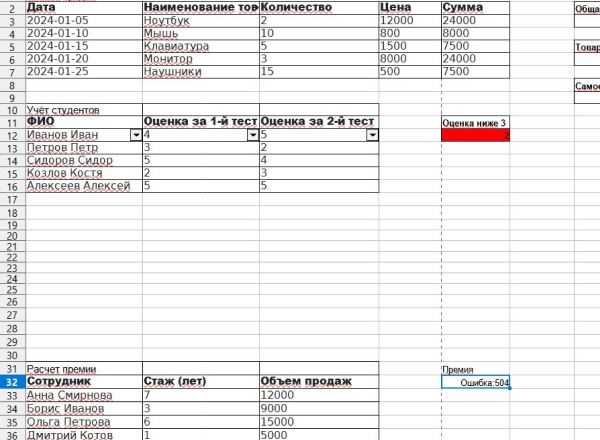 2 Дата Наименование тов Количество Цена Сумма Обща
3 2024-01-05 Ноутбук 2 12000 24000
4 2024-01-10 Мышь 10 800 8000
5 2024-01-15 Клавиатура 5 1500 7500 Товар
6 2024-01-20 Монитор 3 8000 24000
7 2024-01-25 Наушники 15 500 7500
8 Самое
9
10 Учёт студентов
11 ФИО Оценка за 1-й тест Оценка за 2-й тест Оценка ниже 3
12 Иванов Иван 4 5 2
13 Петров Петр 3 2
14 Сидоров Сидор 5 4
15 Козлов Костя 2 3
16 Алексеев Алексей 5 5
17
18
19
20
21
22
23
24
25
26
27
28
29
30
31 Расчет премии Премия
32 Сотрудник Стаж (лет) Объем продаж Ошибка:504
33 Анна Смирнова 7 12000
34 Борис Иванов 3 9000
35 Ольга Петрова 6 15000
36 Дмитрий Котов 1 5000